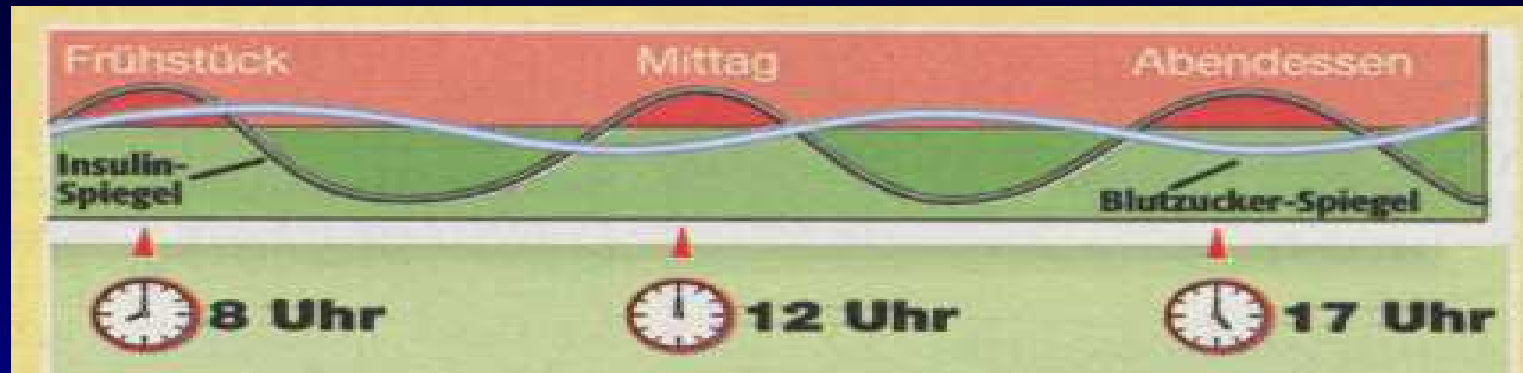 Frühstück Mittag Abendessen
Insulin-
Spiegel
Blutzucker-Spiegel
8 Uhr 12 Uhr 17 Uhr